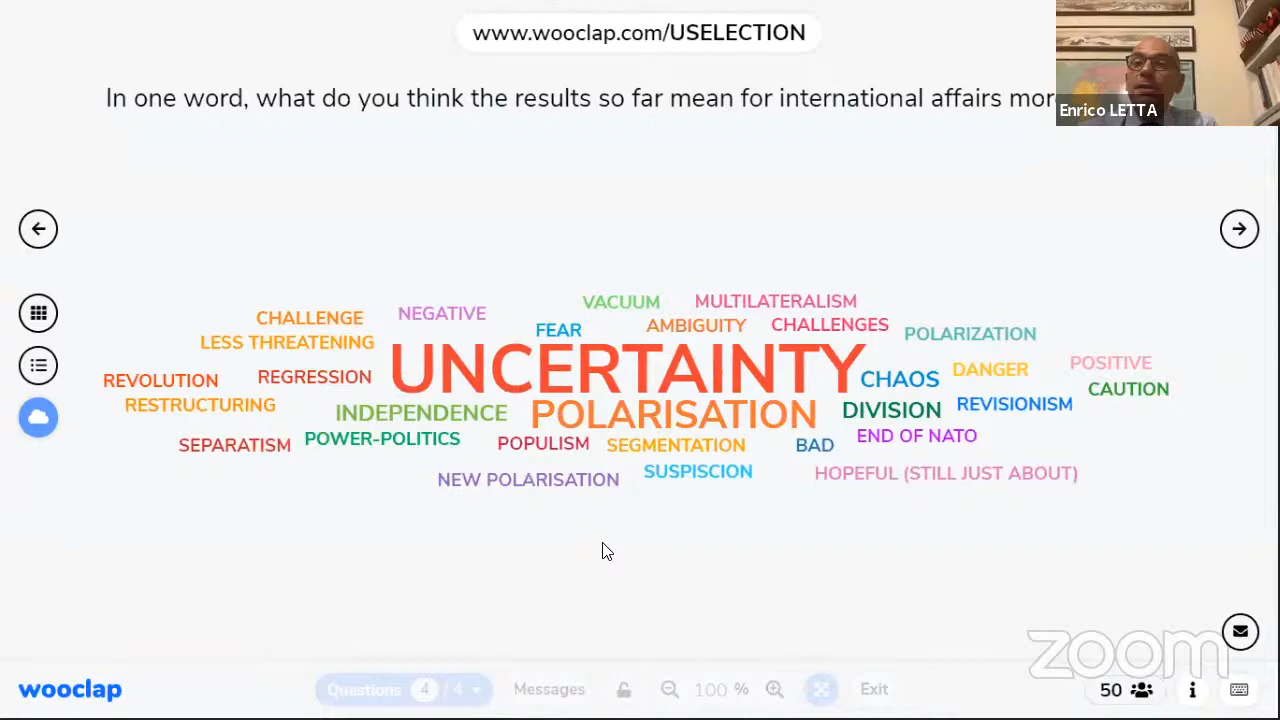 www.wooclap.com/USELECTION
In one word, what do you think the results so far mean for international affairs mor
Enrico LETTA
VACUUM
MULTILATERALISM
CHALLENGE
NEGATIVE
FEAR
AMBIGUITY
CHALLENGES
POLARIZATION
LESS THREATENING
UNCERTAINTY
DANGER
POSITIVE
REVOLUTION
REGRESSION
CHAOS
CAUTION
RESTRUCTURING
INDEPENDENCE
POLARISATION
DIVISION
REVISIONISM
SEPARATISM
POWER-POLITICS
POPULISM
SEGMENTATION
BAD
END OF NATO
NEW POLARISATION
SUSPISCION
HOPEFUL (STILL JUST ABOUT)
zoom
wooclap
Questions 4 / 4
Messages
100 %
Exit
50